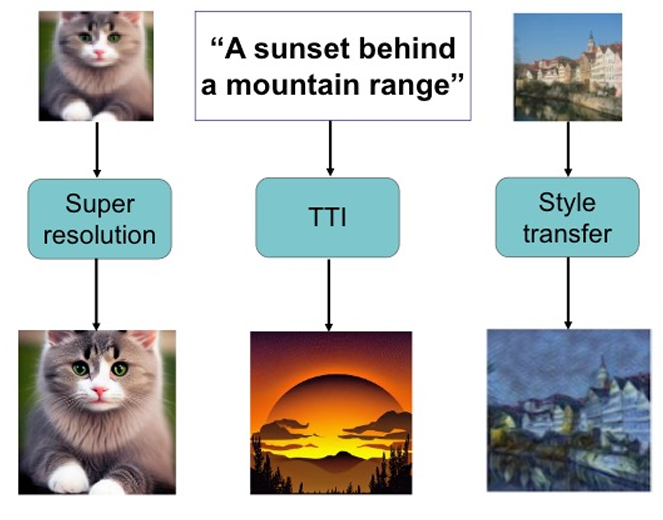 “A sunset behind
a mountain range”
Super
resolution
TTI
Style
transfer